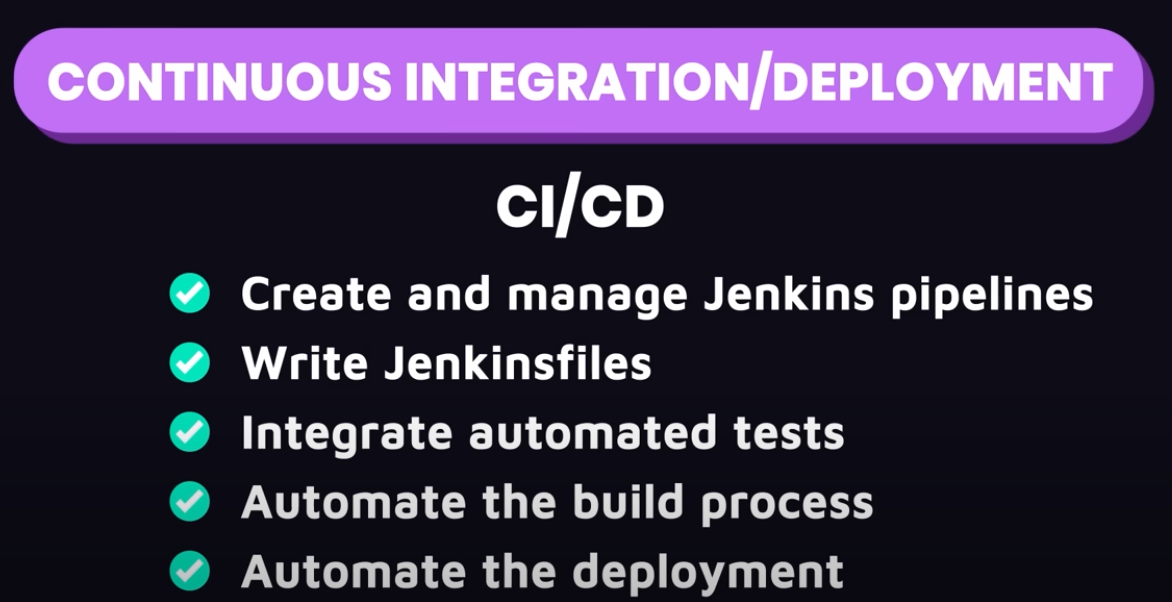 CONTINUOUS INTEGRATION/DEPLOYMENT
CI/CD
Create and manage Jenkins pipelines
Write Jenkinsfiles
Integrate automated tests
Automate the build process
Automate the deployment